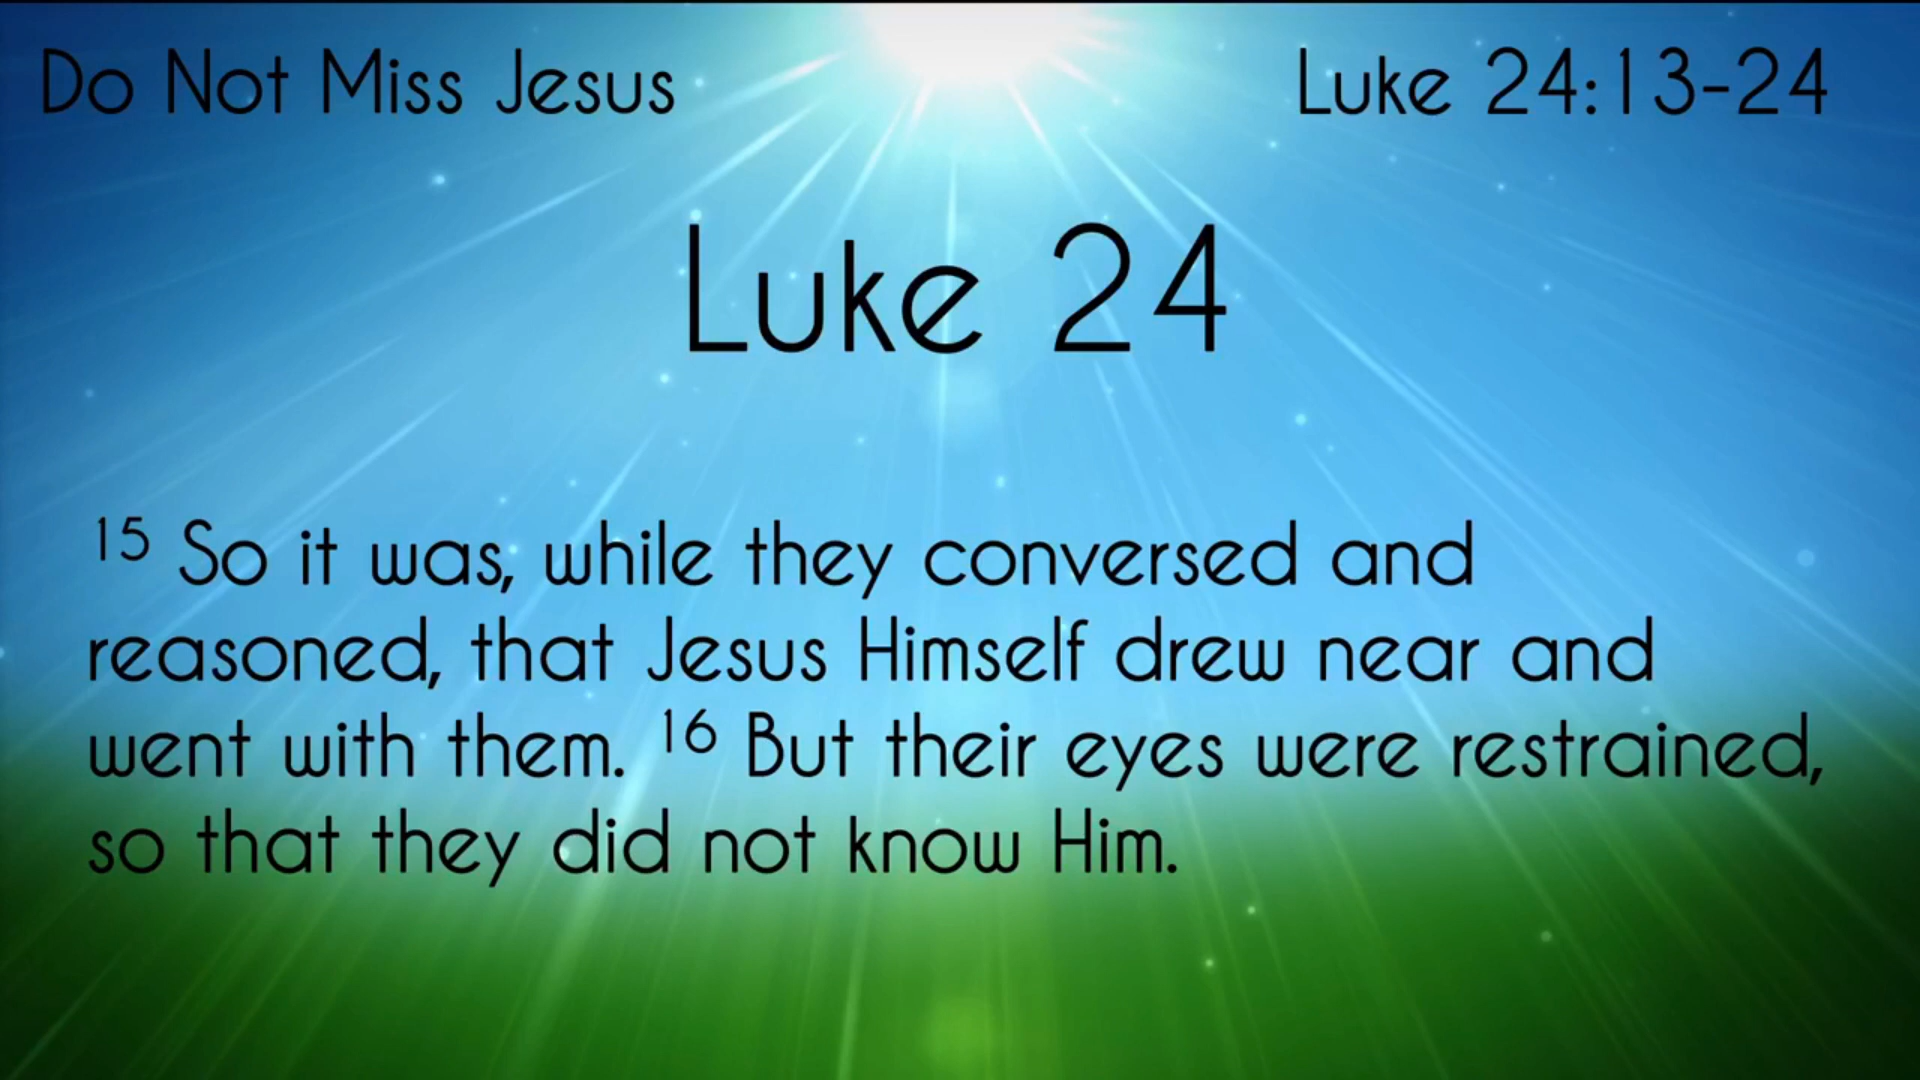 Do Not Miss Jesus
Luke 24:13-24
Luke 24
15 So it was, while they conversed and
reasoned, that Jesus Himself drew near and
went with them. 16 But their eyes were restrained,
so that they did not know Him.